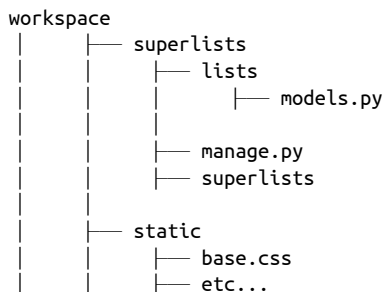 workspace
│    ├── superlists
│    │    ├── lists
│    │    │    ├── models.py
│    │    │
│    │    ├── manage.py
│    │    ├── superlists
│    │
│    ├── static
│    │    ├── base.css
│    │    ├── etc...